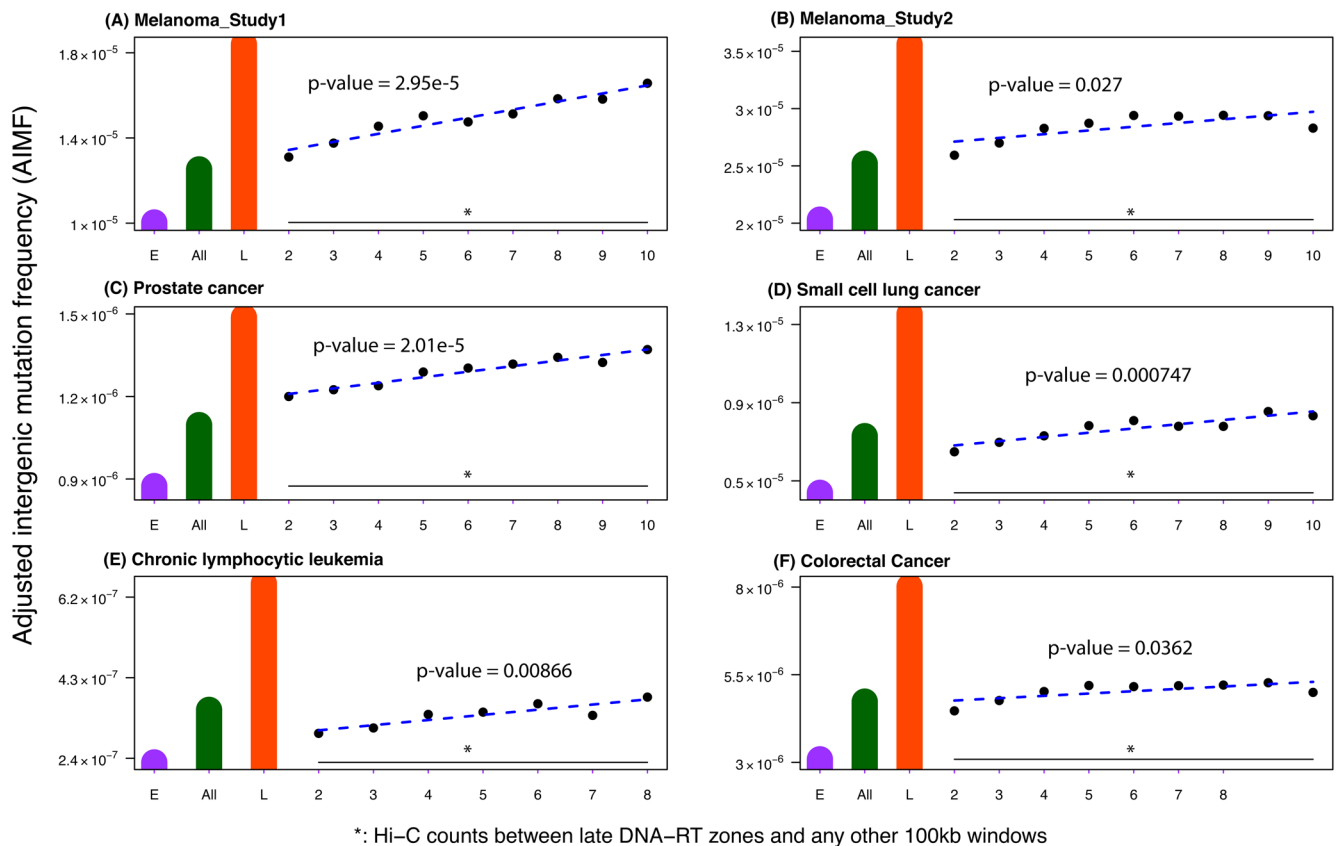 Adjusted intergenic mutation frequency (AIMF)
(A) Melanoma_Study1
1.8 × 10⁻⁵
1.4 × 10⁻⁵
1 × 10⁻⁵
p-value = 2.95e-5
*
E All L 2 3 4 5 6 7 8 9 10
(B) Melanoma_Study2
3.5 × 10⁻⁵
3 × 10⁻⁵
2.5 × 10⁻⁵
2 × 10⁻⁵
p-value = 0.027
*
E All L 2 3 4 5 6 7 8 9 10
(C) Prostate cancer
1.5 × 10⁻⁶
1.2 × 10⁻⁶
0.9 × 10⁻⁶
p-value = 2.01e-5
*
E All L 2 3 4 5 6 7 8 9 10
(D) Small cell lung cancer
1.3 × 10⁻⁵
0.9 × 10⁻⁶
0.5 × 10⁻⁵
p-value = 0.000747
*
E All L 2 3 4 5 6 7 8 9 10
(E) Chronic lymphocytic leukemia
6.2 × 10⁻⁷
4.3 × 10⁻⁷
2.4 × 10⁻⁷
p-value = 0.00866
*
E All L 2 3 4 5 6 7 8
(F) Colorectal Cancer
8 × 10⁻⁶
5.5 × 10⁻⁶
3 × 10⁻⁶
p-value = 0.0362
*
E All L 2 3 4 5 6 7 8
*: Hi−C counts between late DNA−RT zones and any other 100kb windows